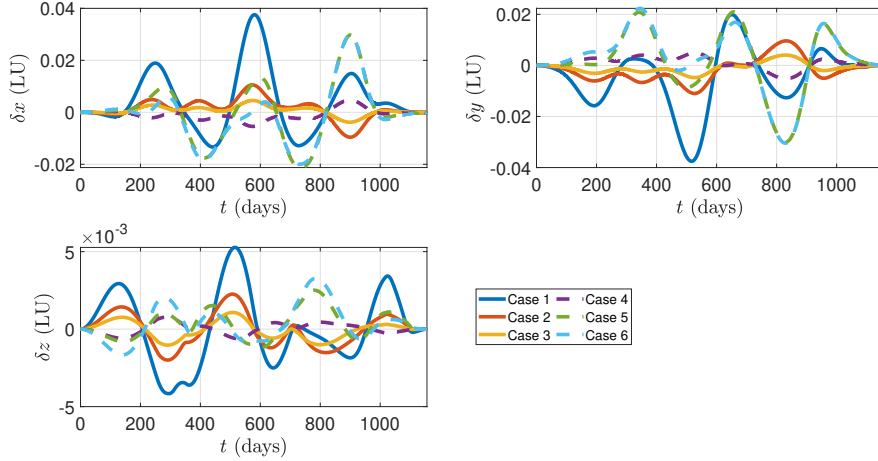 0.04
0.02
0
-0.02
δx (LU)
0 200 400 600 800 1000
t (days)
0.02
0
-0.02
-0.04
δy (LU)
0 200 400 600 800 1000
t (days)
×10⁻³
5
0
-5
δz (LU)
0 200 400 600 800 1000
t (days)
Case 1 Case 4
Case 2 Case 5
Case 3 Case 6